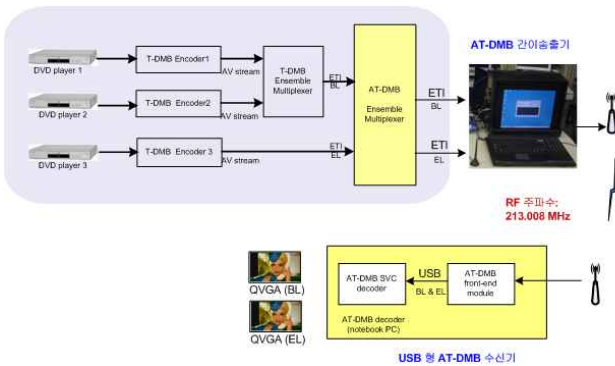 AT-DMB 간이송출기
DVD player 1
T-DMB Encoder1
AV stream
T-DMB
Ensemble
Multiplexer
ETI
BL
AT-DMB
Ensemble
Multiplexer
ETI
BL
DVD player 2
T-DMB Encoder2
AV stream
DVD player 3
T-DMB Encoder 3
AV stream
ETI
EL
ETI
EL
RF 주파수:
213.008 MHz
QVGA (BL)
QVGA (EL)
AT-DMB SVC
decoder
USB
BL & EL
AT-DMB
front-end
module
AT-DMB decoder
(notebook PC)
USB 형 AT-DMB 수신기